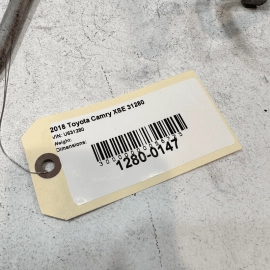 2018 Toyota Camry XSE 31280
VIN: U631280
Weight:
Dimensions:
1280-0147